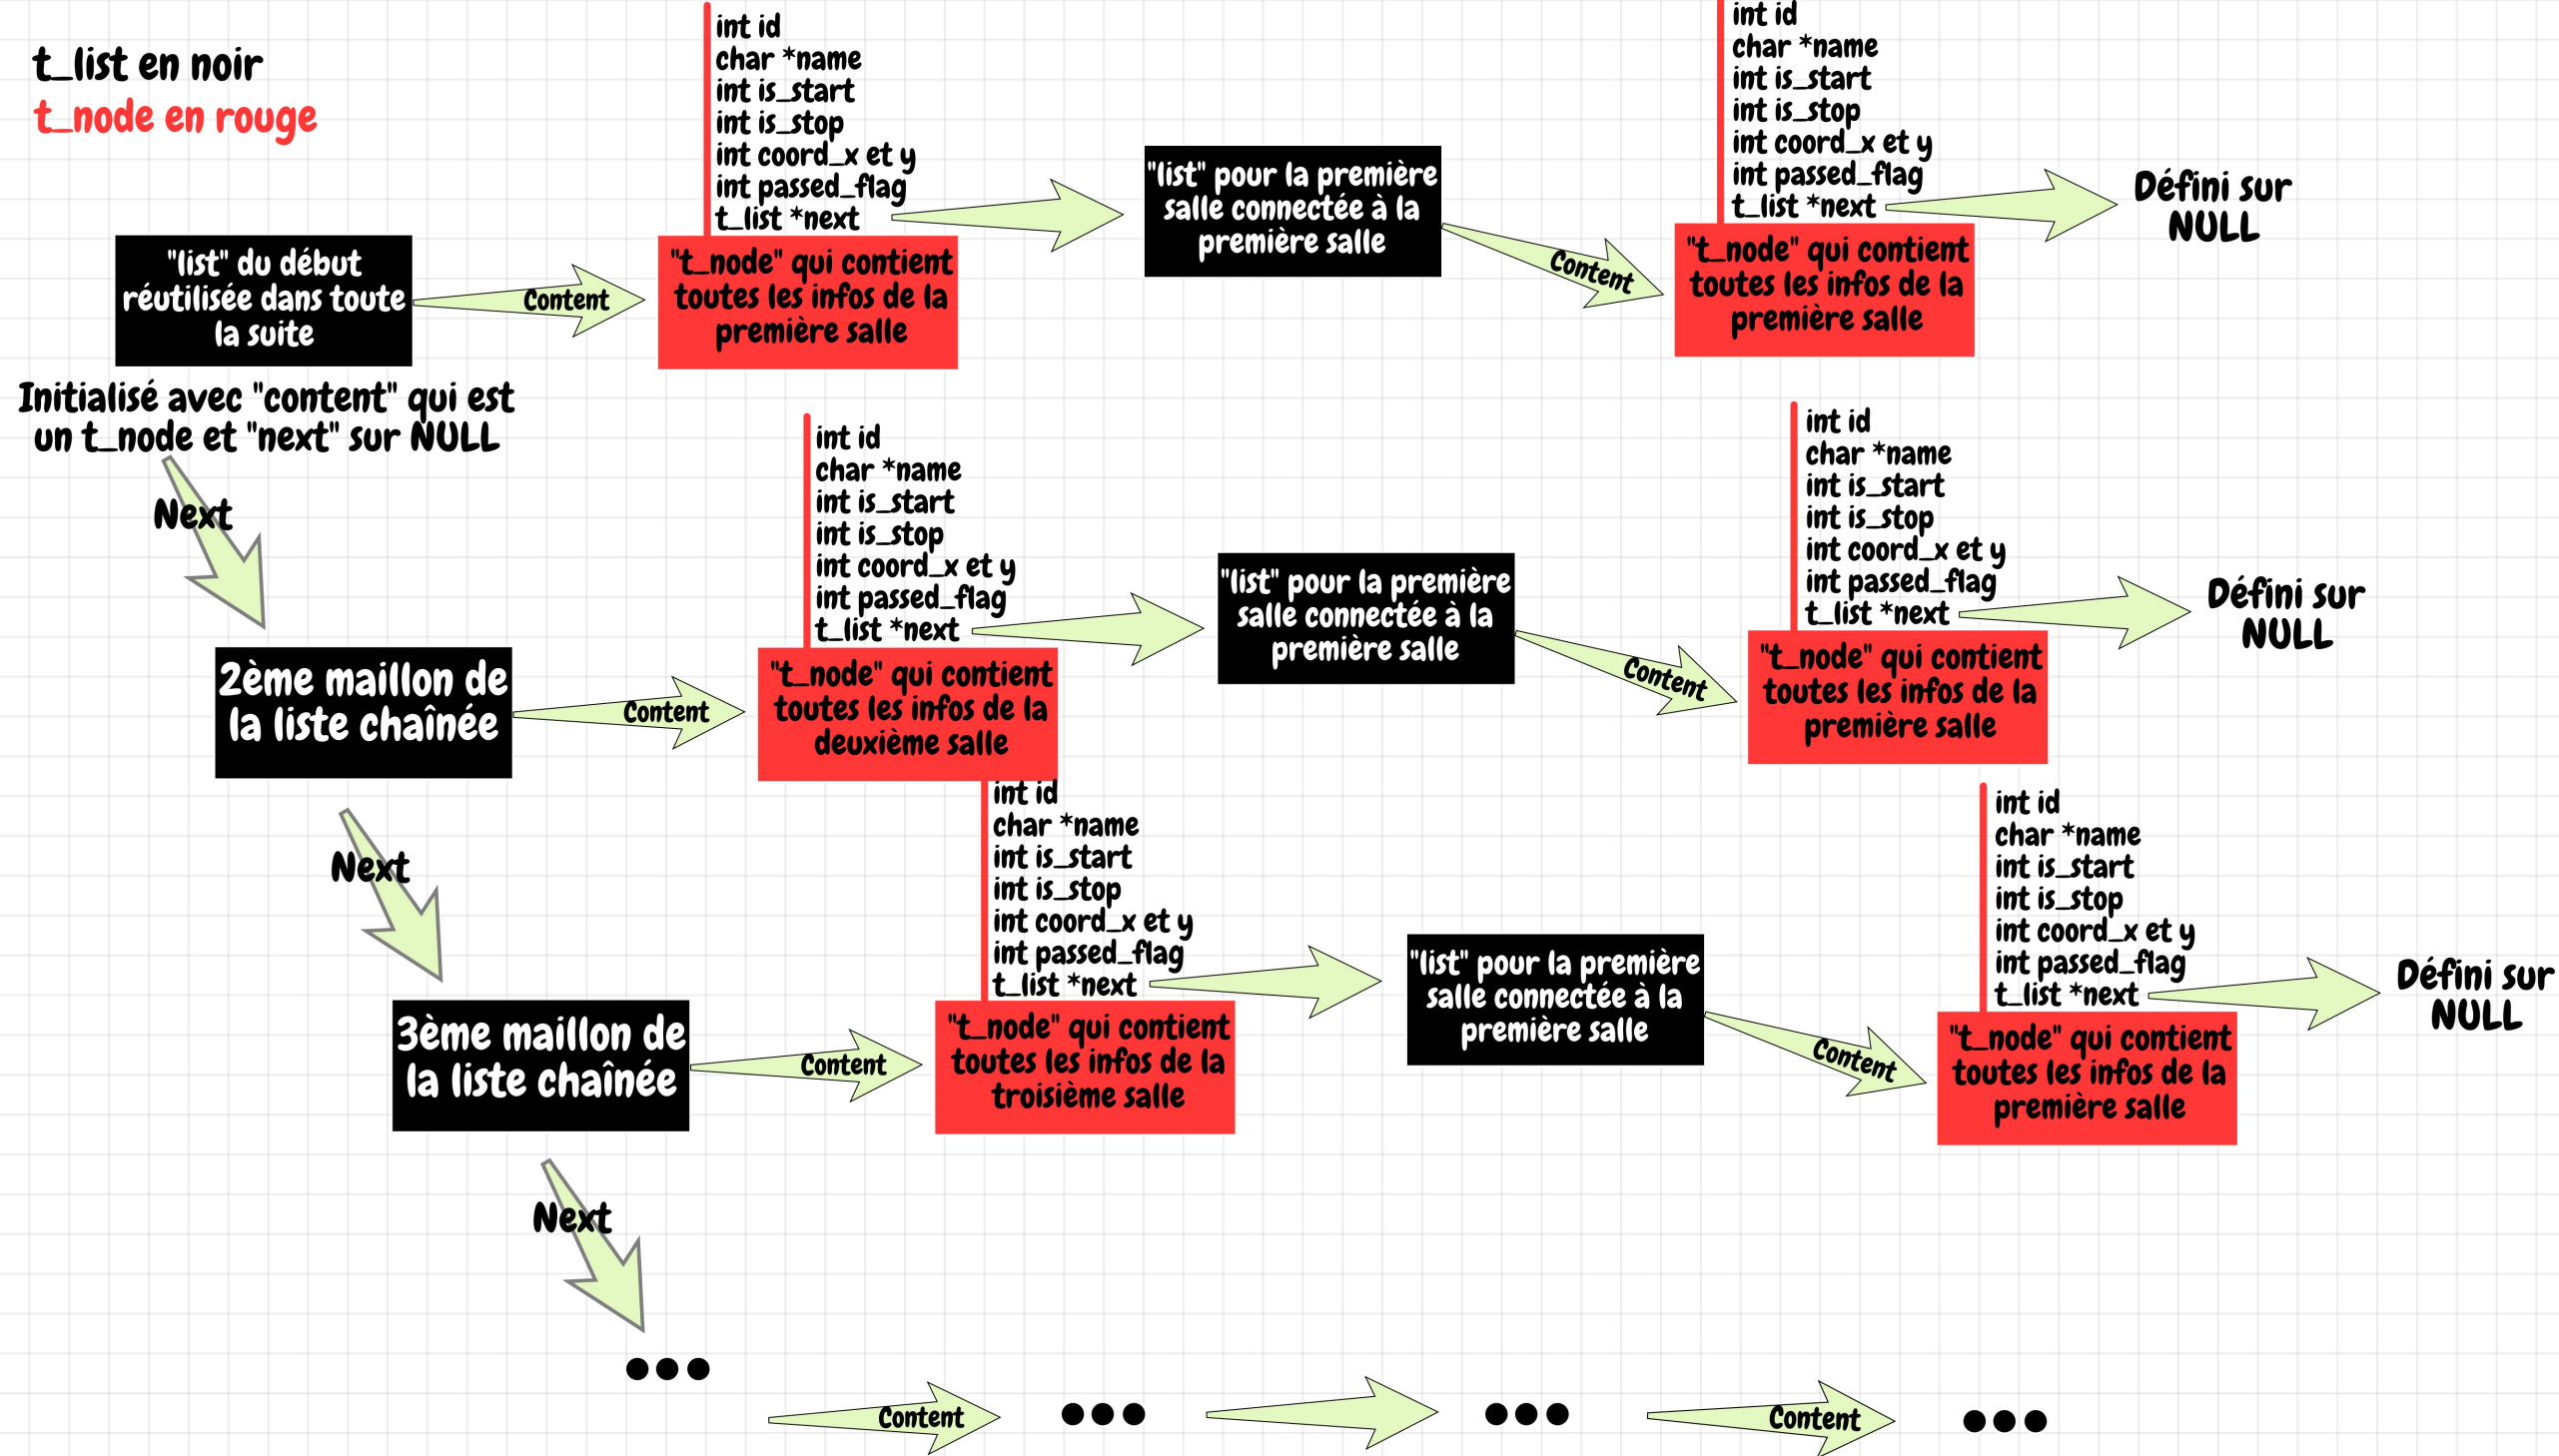 t_list en noir
t_node en rouge
int id
char *name
int is_start
int is_stop
int coord_x et y
int passed_flag
t_list *next
"list" du début
réutilisée dans toute
la suite
Content
"t_node" qui contient
toutes les infos de la
première salle
"list" pour la première
salle connectée à la
première salle
Content
int id
char *name
int is_start
int is_stop
int coord_x et y
int passed_flag
t_list *next
"t_node" qui contient
toutes les infos de la
première salle
Défini sur
NULL
Initialisé avec "content" qui est
un t_node et "next" sur NULL
Next
int id
char *name
int is_start
int is_stop
int coord_x et y
int passed_flag
t_list *next
2ème maillon de
la liste chaînée
Content
"t_node" qui contient
toutes les infos de la
deuxième salle
"list" pour la première
salle connectée à la
première salle
Content
int id
char *name
int is_start
int is_stop
int coord_x et y
int passed_flag
t_list *next
"t_node" qui contient
toutes les infos de la
première salle
Défini sur
NULL
Next
int id
char *name
int is_start
int is_stop
int coord_x et y
int passed_flag
t_list *next
3ème maillon de
la liste chaînée
Content
"t_node" qui contient
toutes les infos de la
troisième salle
"list" pour la première
salle connectée à la
première salle
Content
int id
char *name
int is_start
int is_stop
int coord_x et y
int passed_flag
t_list *next
"t_node" qui contient
toutes les infos de la
première salle
Défini sur
NULL
Next
...
Content
...
...
Content
...